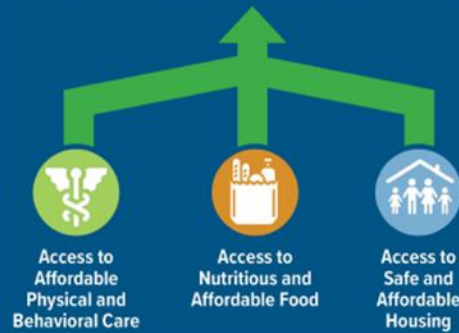 Access to
Affordable
Physical and
Behavioral Care
Access to
Nutritious and
Affordable Food
Access to
Safe and
Affordable
Housing